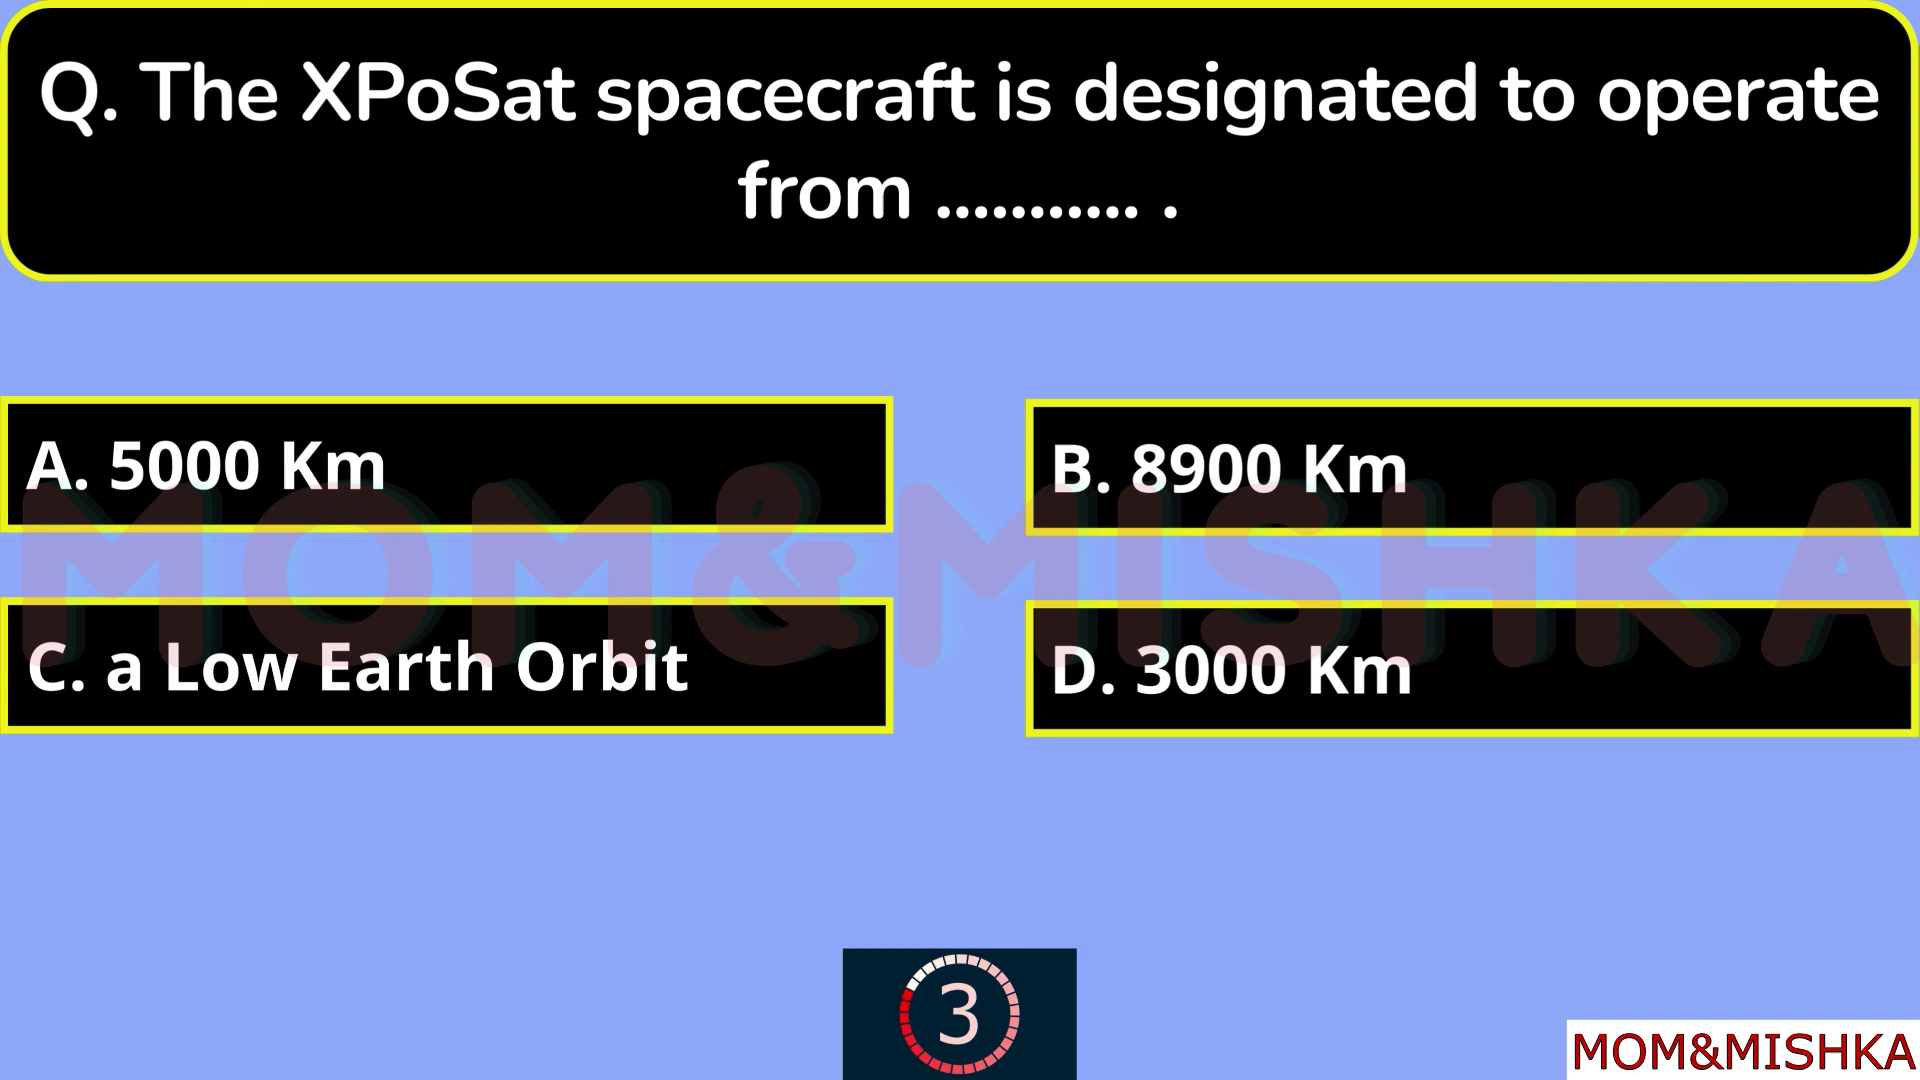 Q. The XPoSat spacecraft is designated to operate
from ........... .
A. 5000 Km
B. 8900 Km
MOM&MISHKA
C. a Low Earth Orbit
D. 3000 Km
3
MOM&MISHKA